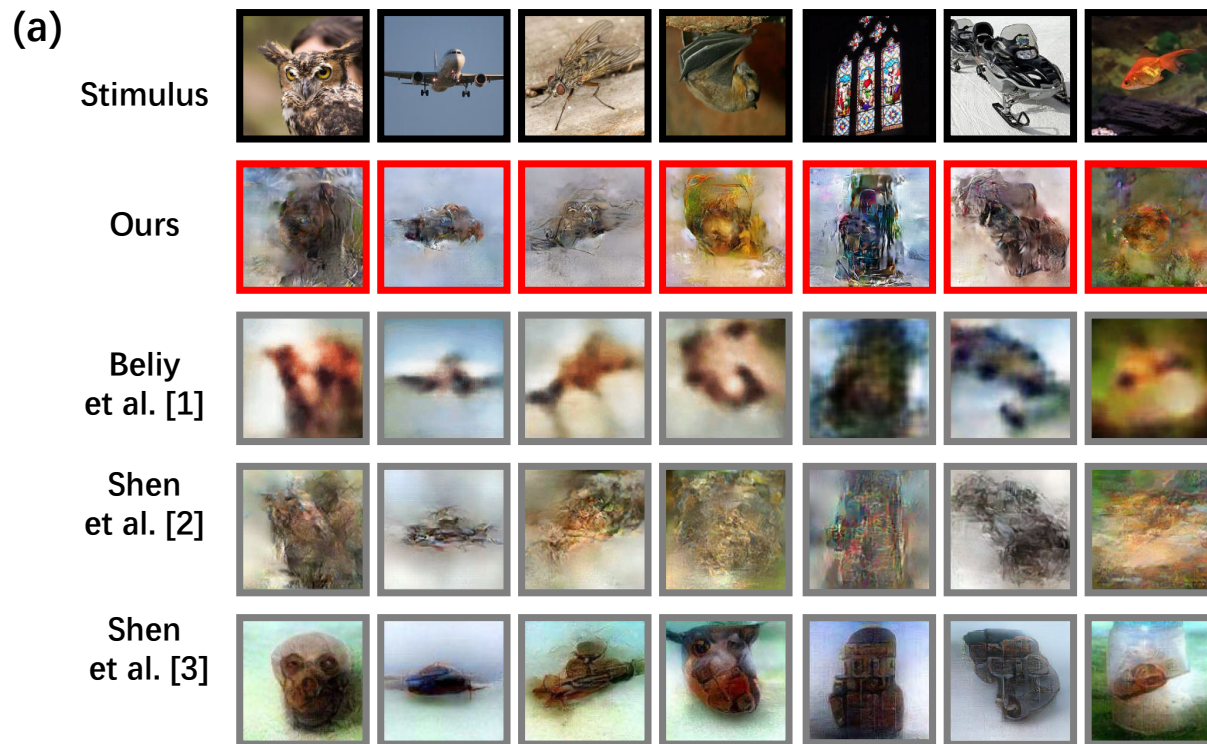 (a)
Stimulus
Ours
Beliy
et al. [1]
Shen
et al. [2]
Shen
et al. [3]